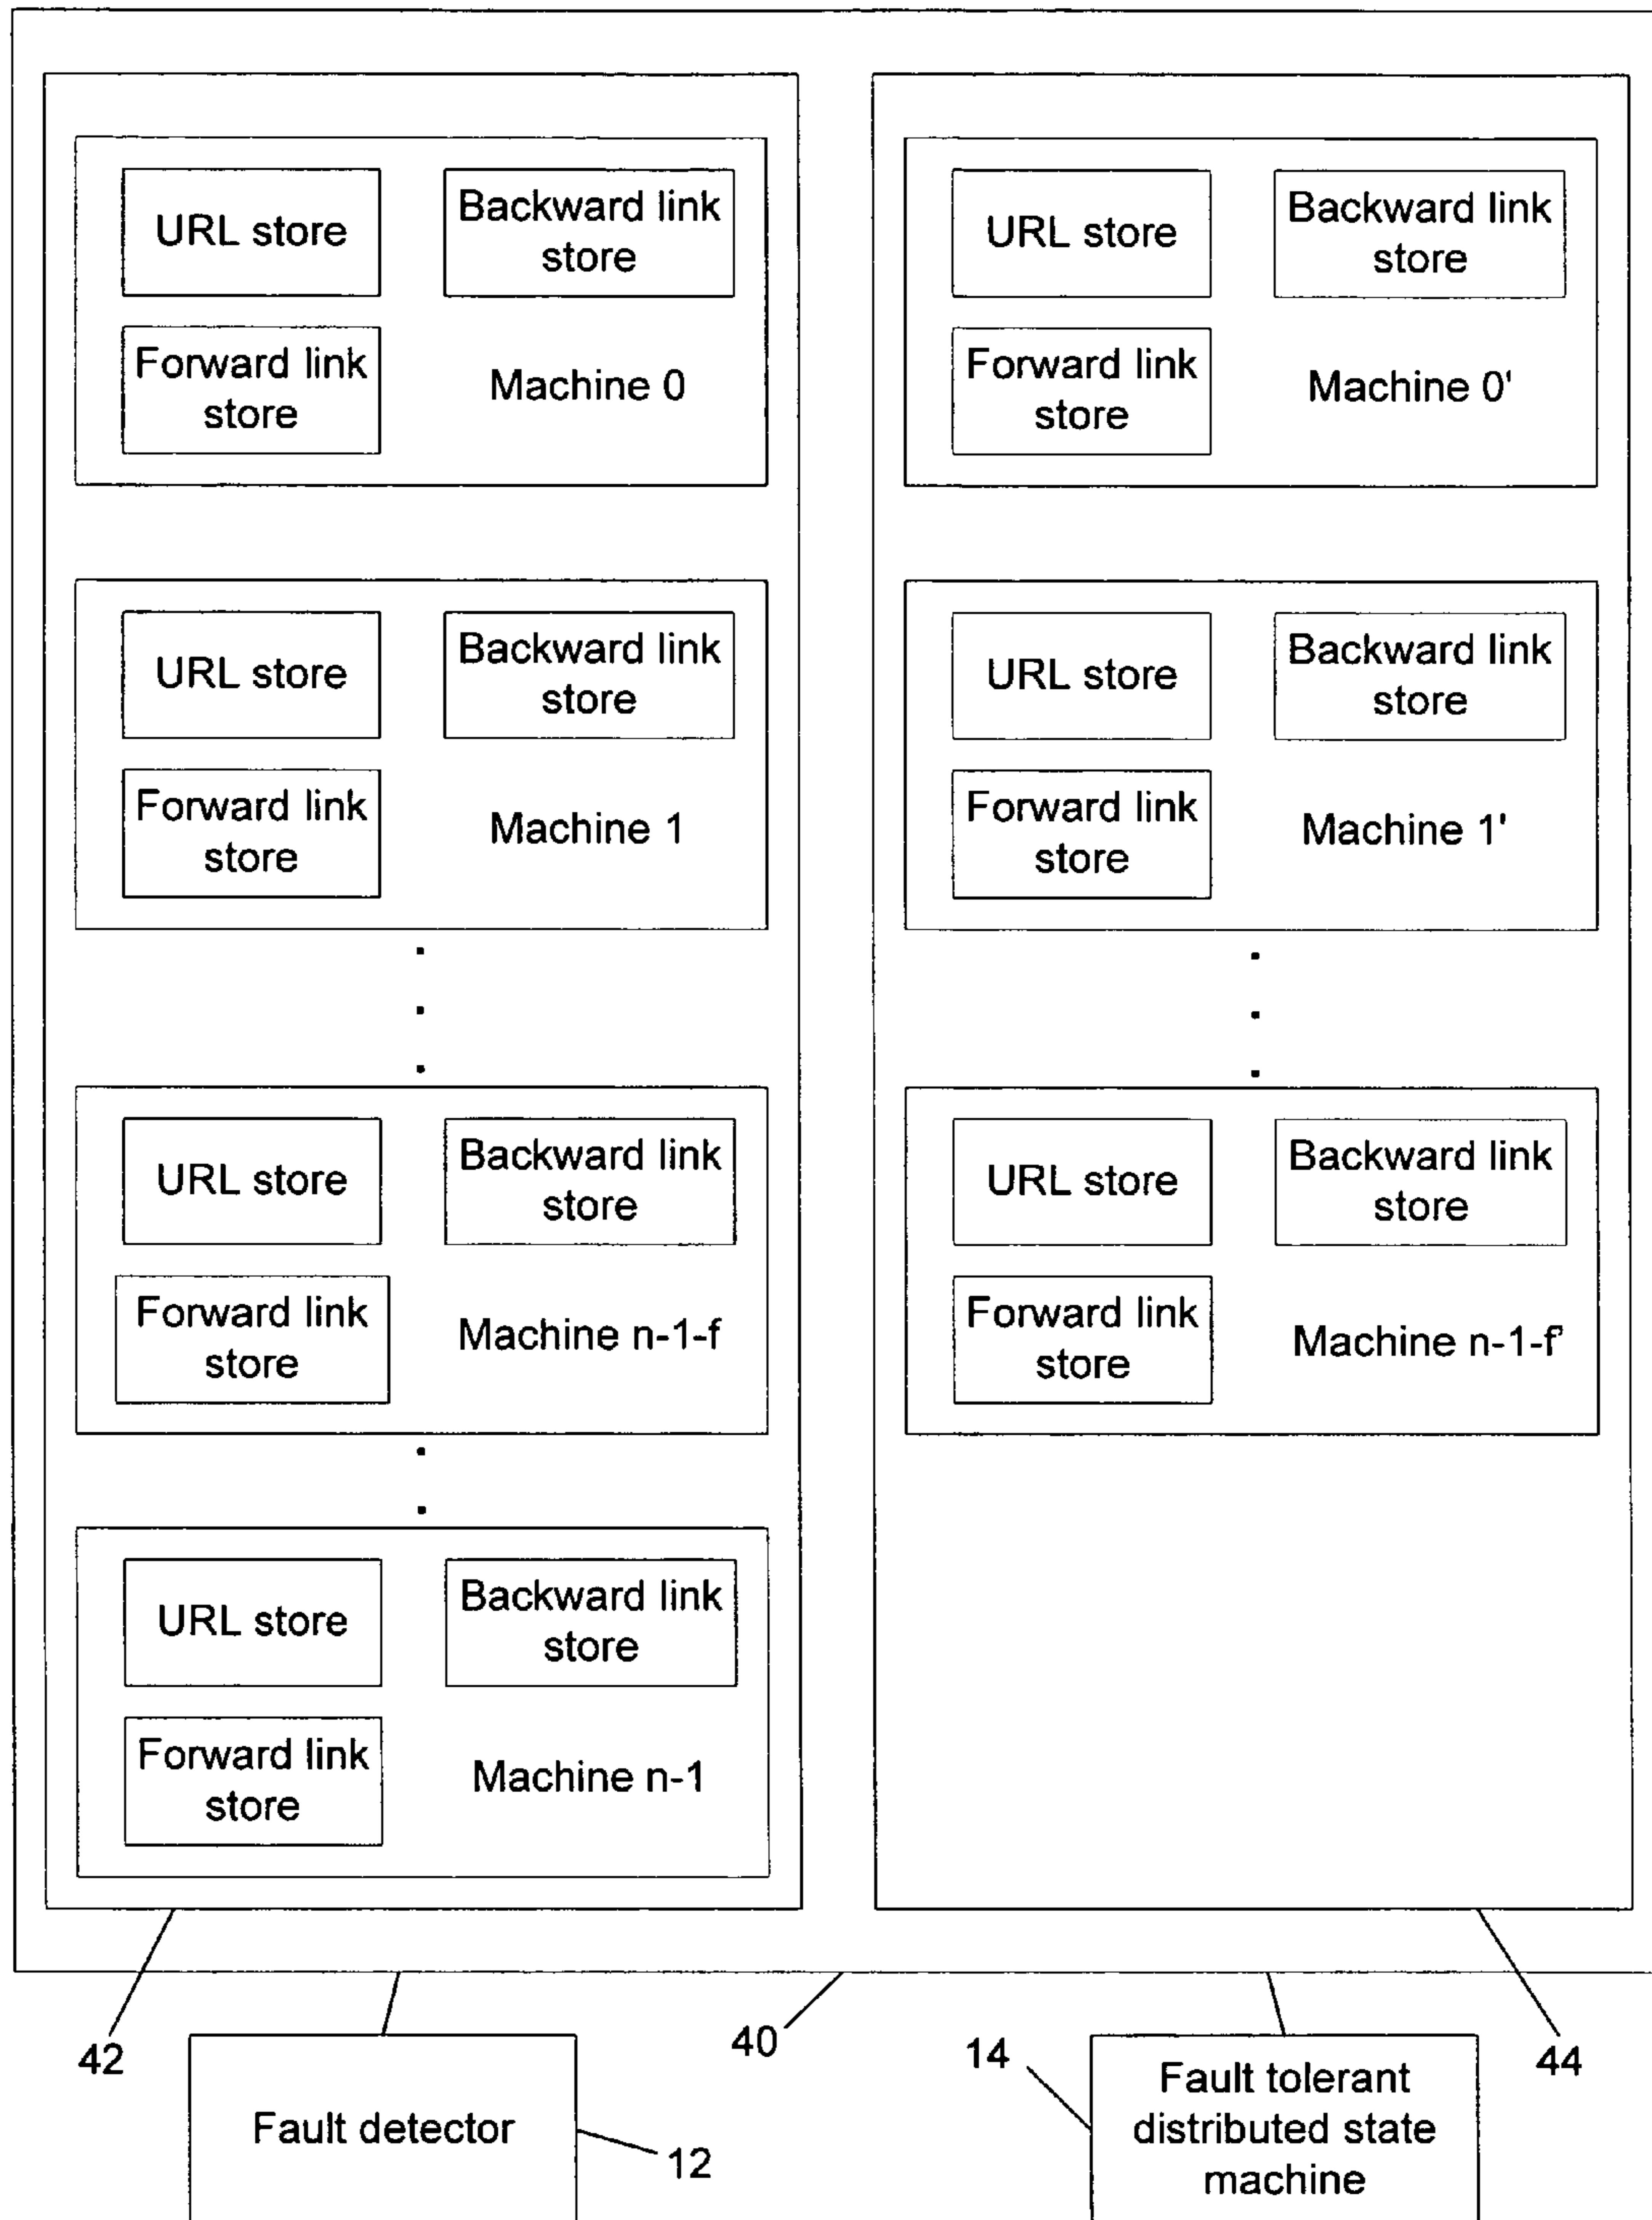 URL store
Backward link
store
Forward link
store
Machine 0
URL store
Backward link
store
Forward link
store
Machine 0'
URL store
Backward link
store
Forward link
store
Machine 1
URL store
Backward link
store
Forward link
store
Machine 1'
URL store
Backward link
store
Forward link
store
Machine n-1-f
URL store
Backward link
store
Forward link
store
Machine n-1-f'
URL store
Backward link
store
Forward link
store
Machine n-1
42
40
44
Fault detector
12
14
Fault tolerant
distributed state
machine